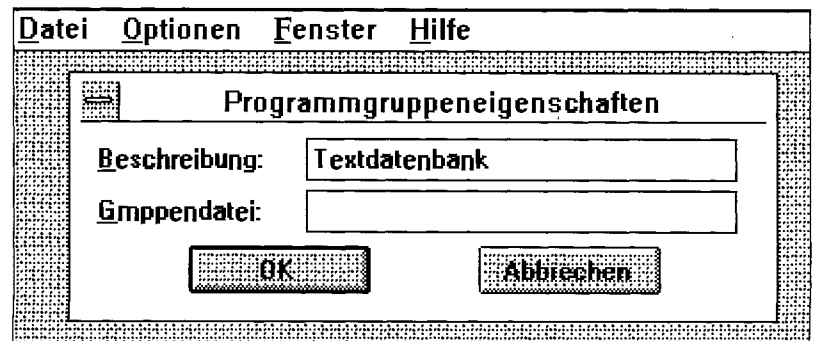 Datei Optionen Fenster Hilfe
Programmgruppeneigenschaften
Beschreibung: Textdatenbank
Gmppendatei:
OK Abbrechen